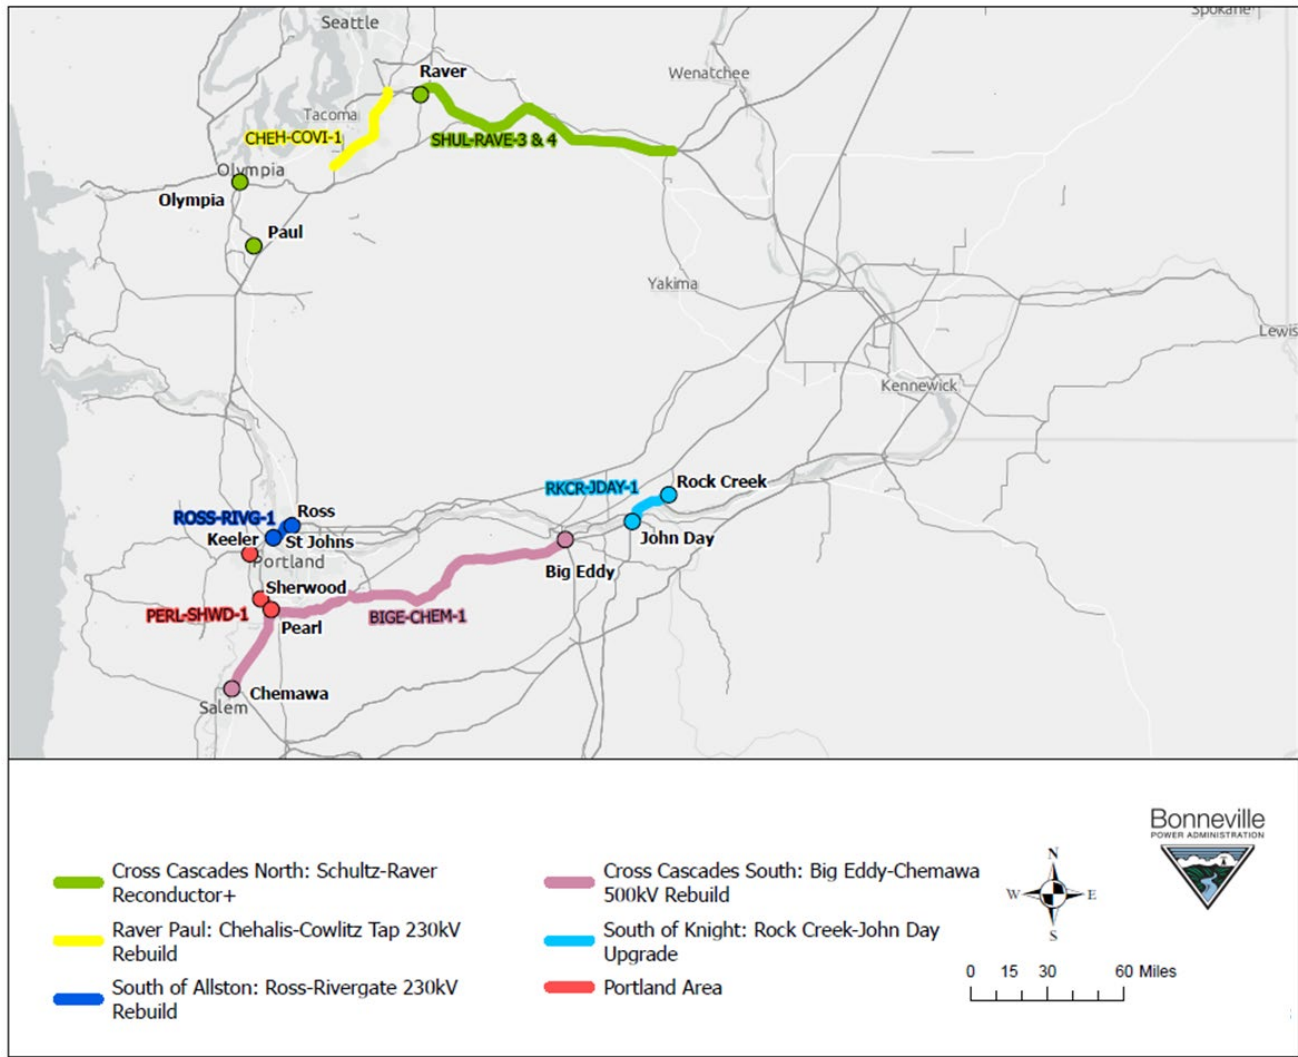 Seattle
Spokane
Raver
Wenatchee
Tacoma
CHEH-COVI-1
SHUL-RAVE-3 & 4
Olympia
Olympia
Paul
Yakima
Lewis
Kennewick
Rock Creek
RKCR-JDAY-1
Ross
ROSS-RIVG-1
Keeler
St Johns
John Day
Portland
Big Eddy
Sherwood
PERL-SHWD-1
BIGE-CHEM-1
Pearl
Chemawa
Salem
Cross Cascades North: Schultz-Raver
Reconductor+
Raver Paul: Chehalis-Cowlitz Tap 230kV
Rebuild
South of Allston: Ross-Rivergate 230kV
Rebuild
Cross Cascades South: Big Eddy-Chemawa
500kV Rebuild
South of Knight: Rock Creek-John Day
Upgrade
Portland Area
N
W E
S
0 15 30 60 Miles
Bonneville
POWER ADMINISTRATION